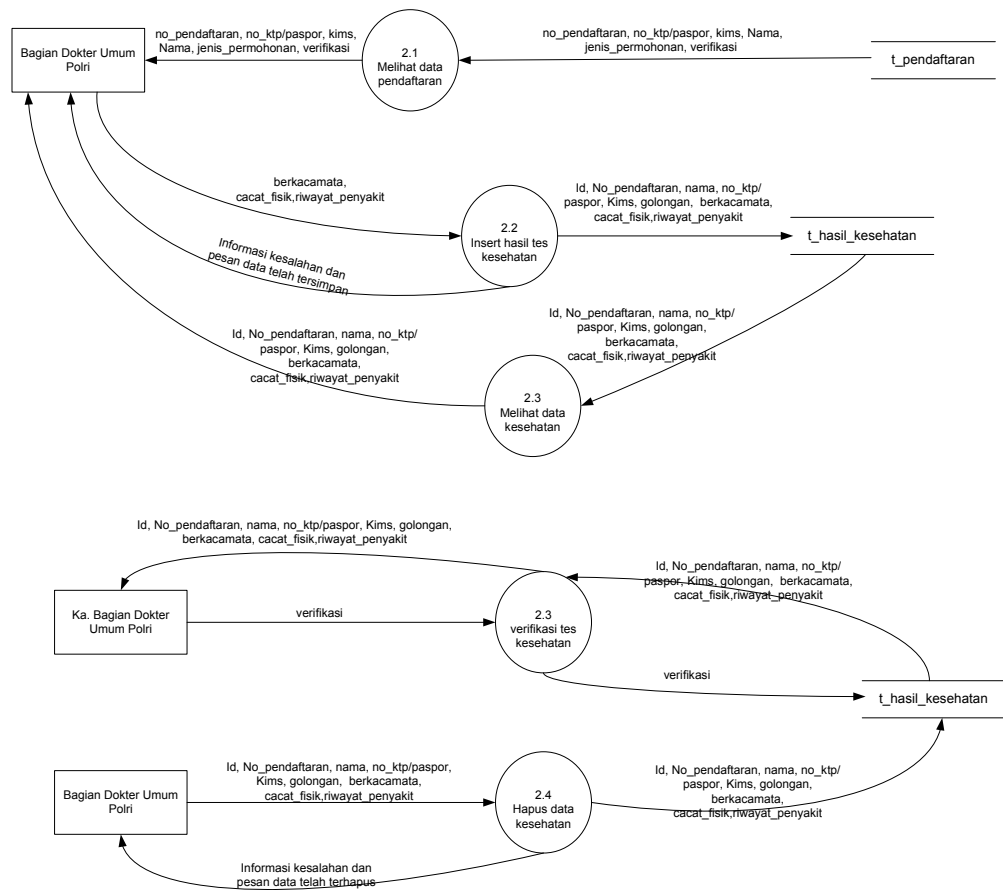 no_pendaftaran, no_ktp/paspor, kims,
Nama, jenis_permohonan, verifikasi
no_pendaftaran, no_ktp/paspor, kims, Nama,
jenis_permohonan, verifikasi
Bagian Dokter Umum
Polri
2.1
Melihat data
pendaftaran
t_pendaftaran
berkacamata,
cacat_fisik,riwayat_penyakit
Id, No_pendaftaran, nama, no_ktp/
paspor, Kims, golongan, berkacamata,
cacat_fisik,riwayat_penyakit
2.2
Insert hasil tes
kesehatan
t_hasil_kesehatan
Informasi kesalahan dan
pesan data telah tersimpan
Id, No_pendaftaran, nama, no_ktp/
paspor, Kims, golongan,
berkacamata,
cacat_fisik,riwayat_penyakit
Id, No_pendaftaran, nama, no_ktp/
paspor, Kims, golongan,
berkacamata,
cacat_fisik,riwayat_penyakit
2.3
Melihat data
kesehatan
Id, No_pendaftaran, nama, no_ktp/paspor, Kims, golongan,
berkacamata, cacat_fisik,riwayat_penyakit
Id, No_pendaftaran, nama, no_ktp/
paspor, Kims, golongan, berkacamata,
cacat_fisik,riwayat_penyakit
Ka. Bagian Dokter
Umum Polri
verifikasi
2.3
verifikasi tes
kesehatan
verifikasi
t_hasil_kesehatan
Id, No_pendaftaran, nama, no_ktp/paspor,
Kims, golongan, berkacamata,
cacat_fisik,riwayat_penyakit
Id, No_pendaftaran, nama, no_ktp/
paspor, Kims, golongan,
berkacamata,
cacat_fisik,riwayat_penyakit
Bagian Dokter Umum
Polri
2.4
Hapus data
kesehatan
Informasi kesalahan dan
pesan data telah terhapus